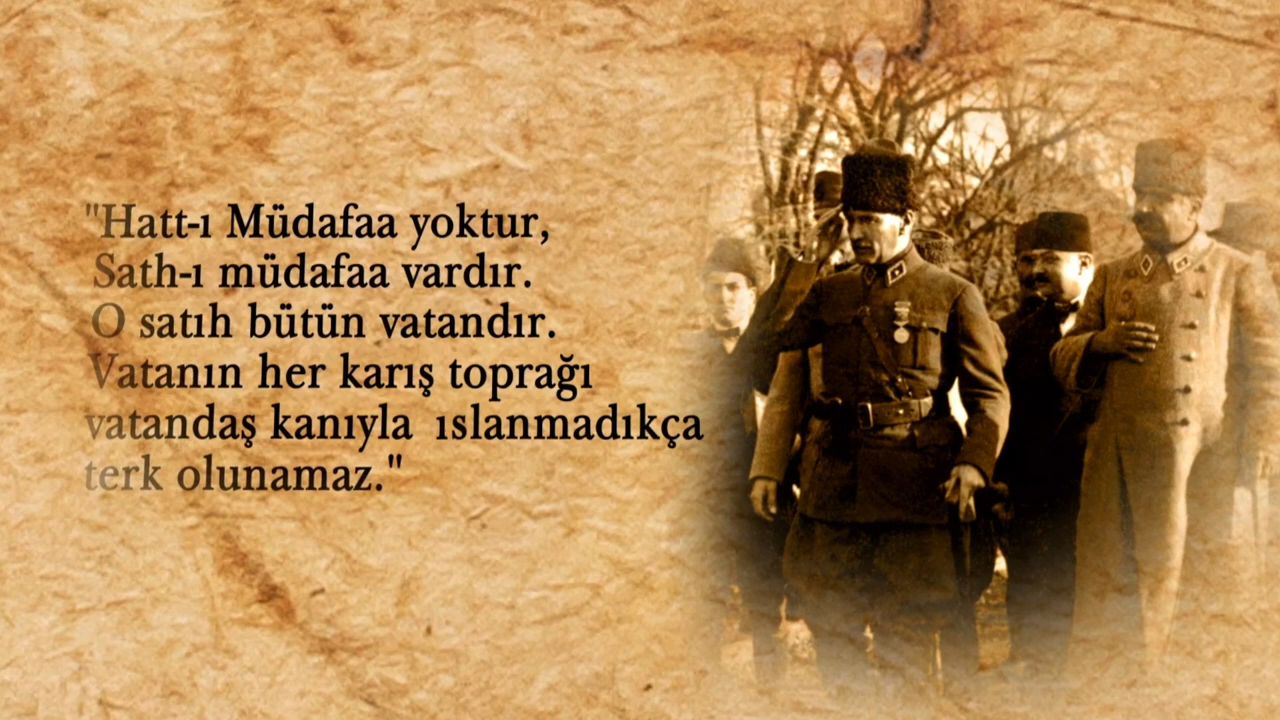 "Hatt-ı Müdafaa yoktur,
Sath-ı müdafaa vardır.
O satıh bütün vatandır.
Vatanın her karış toprağı
vatandaş kanıyla ıslanmadıkça
terk olunamaz."